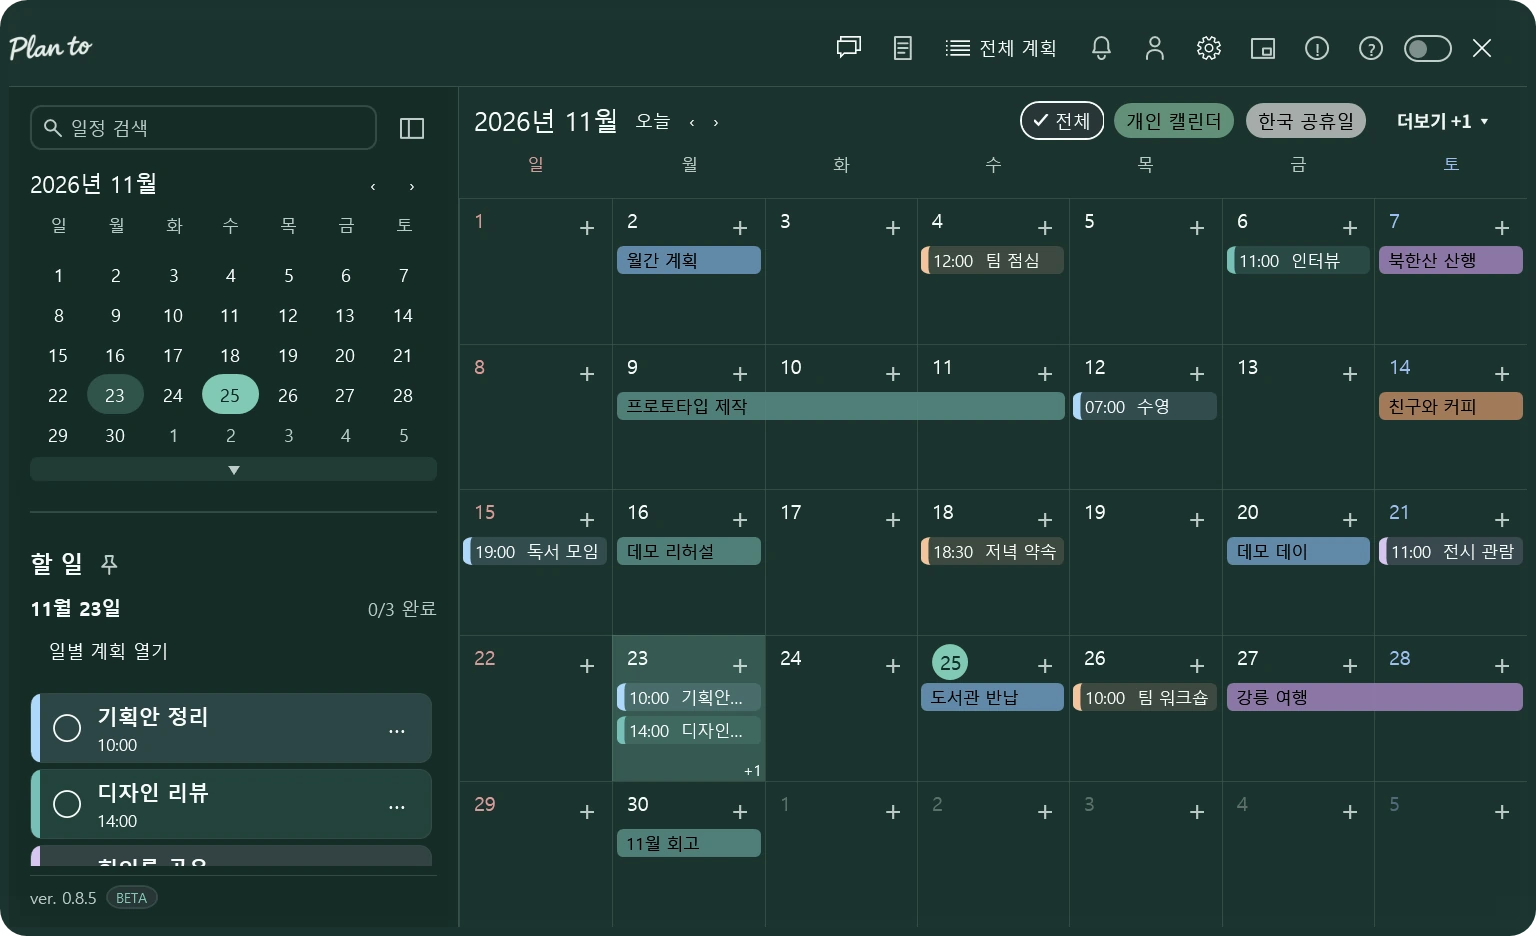 Plan to
전체 계획
일정 검색
2026년 11월
‹ ›
일 월 화 수 목 금 토
1 2 3 4 5 6 7
8 9 10 11 12 13 14
15 16 17 18 19 20 21
22 23 24 25 26 27 28
29 30 1 2 3 4 5
▼
할 일
11월 23일
0/3 완료
일별 계획 열기
기획안 정리
10:00
...
디자인 리뷰
14:00
...
ver. 0.8.5 BETA
2026년 11월 오늘 ‹ ›
전체 개인 캘린더 한국 공휴일 더보기 +1 ▼
일 월 화 수 목 금 토
1 + 2 + 3 + 4 + 5 + 6 + 7 +
월간 계획
12:00 팀 점심
11:00 인터뷰
북한산 산행
8 + 9 + 10 + 11 + 12 + 13 + 14 +
프로토타입 제작
07:00 수영
친구와 커피
15 + 16 + 17 + 18 + 19 + 20 + 21 +
19:00 독서 모임
데모 리허설
18:30 저녁 약속
데모 데이
11:00 전시 관람
22 + 23 + 24 + 25 + 26 + 27 + 28 +
10:00 기획안...
도서관 반납
10:00 팀 워크숍
강릉 여행
14:00 디자인...
+1
29 + 30 + 1 + 2 + 3 + 4 + 5 +
11월 회고